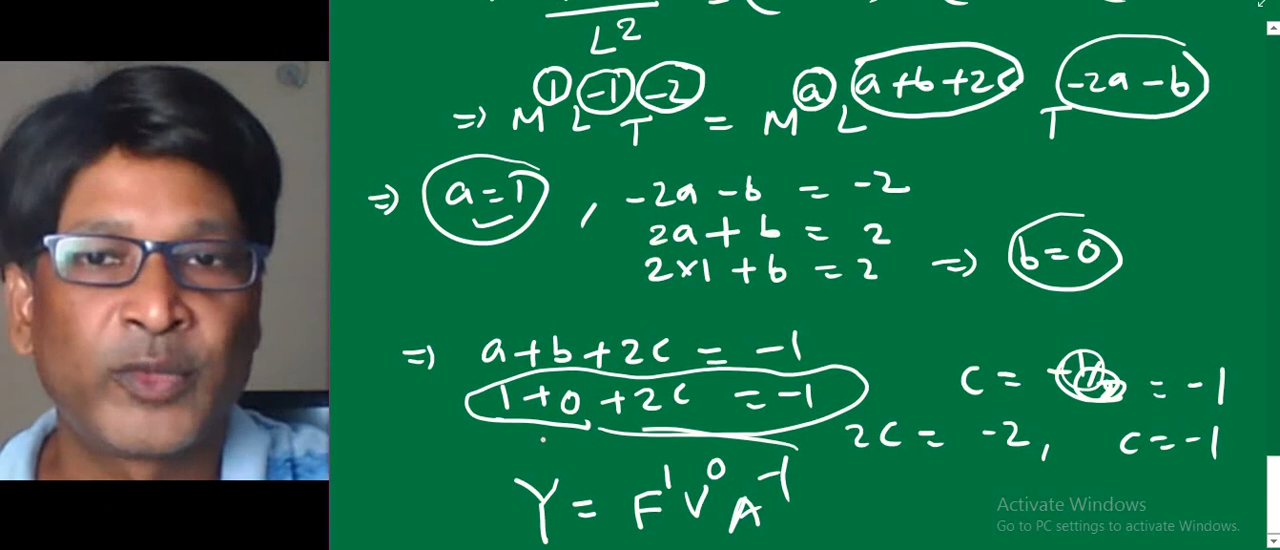 L²
=> M¹ L⁻¹ T⁻² = Mᵃ L^(a+b+2c) T^(-2a-b)
=> a=1 , -2a-b = -2
2a+b = 2
2×1+b = 2 => b=0
=> a+b+2c = -1
1+0+2c = -1 c = = -1
2c = -2, c=-1
Y = F¹ V⁰ A⁻¹
Activate Windows
Go to PC settings to activate Windows.